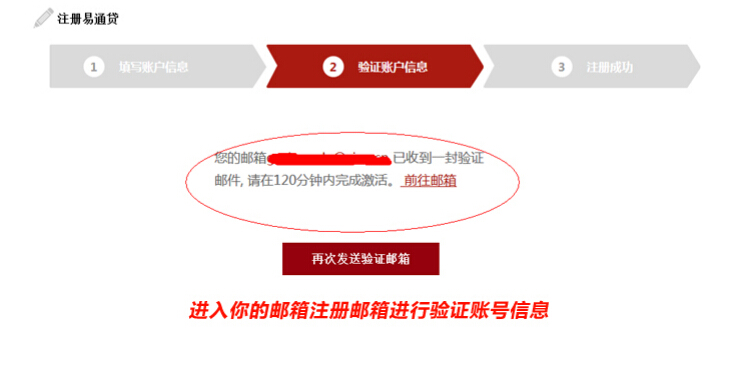 注册易通贷
1 填写账户信息 2 验证账户信息 3 注册成功
您的邮箱 已收到一封验证
邮件, 请在120分钟内完成激活。 前往邮箱
再次发送验证邮箱
进入你的邮箱注册邮箱进行验证账号信息